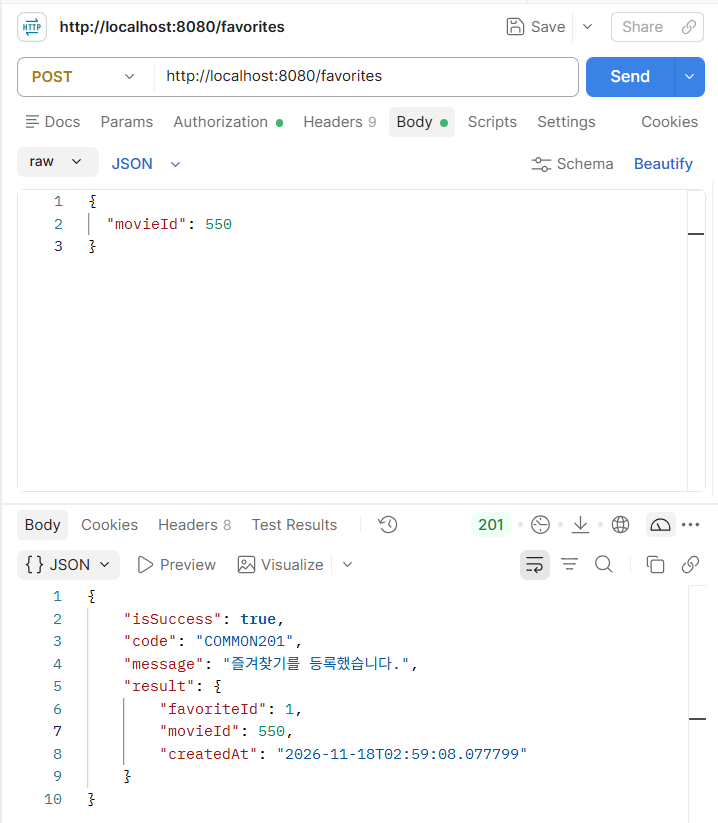 HTTP http://localhost:8080/favorites Save Share
POST http://localhost:8080/favorites Send
Docs Params Authorization Headers 9 Body Scripts Settings Cookies
raw JSON Schema Beautify
1 {
2 "movieId": 550
3 }
Body Cookies Headers 8 Test Results 201
{} JSON Preview Visualize
1 {
2 "isSuccess": true,
3 "code": "COMMON201",
4 "message": "즐겨찾기를 등록했습니다.",
5 "result": {
6 "favoriteId": 1,
7 "movieId": 550,
8 "createdAt": "2026-11-18T02:59:08.077799"
9 }
10 }